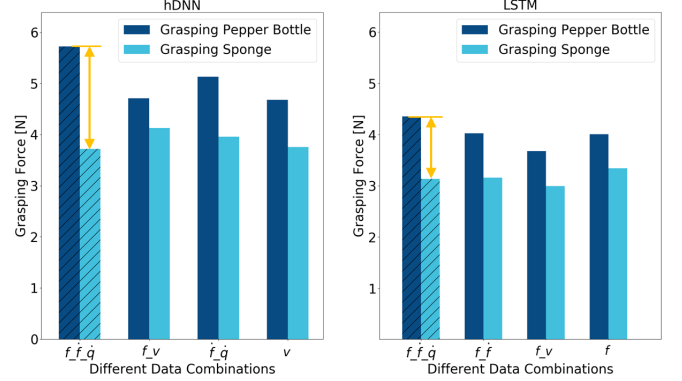 hDNN
Grasping Pepper Bottle
Grasping Sponge
Grasping Force [N]
6
5
4
3
2
1
0
f_ḟ_q̇
f_v
ḟ_q̇
v
Different Data Combinations
LSTM
Grasping Pepper Bottle
Grasping Sponge
Grasping Force [N]
6
5
4
3
2
1
f_ḟ_q̇
f_ḟ
f_v
f
Different Data Combinations